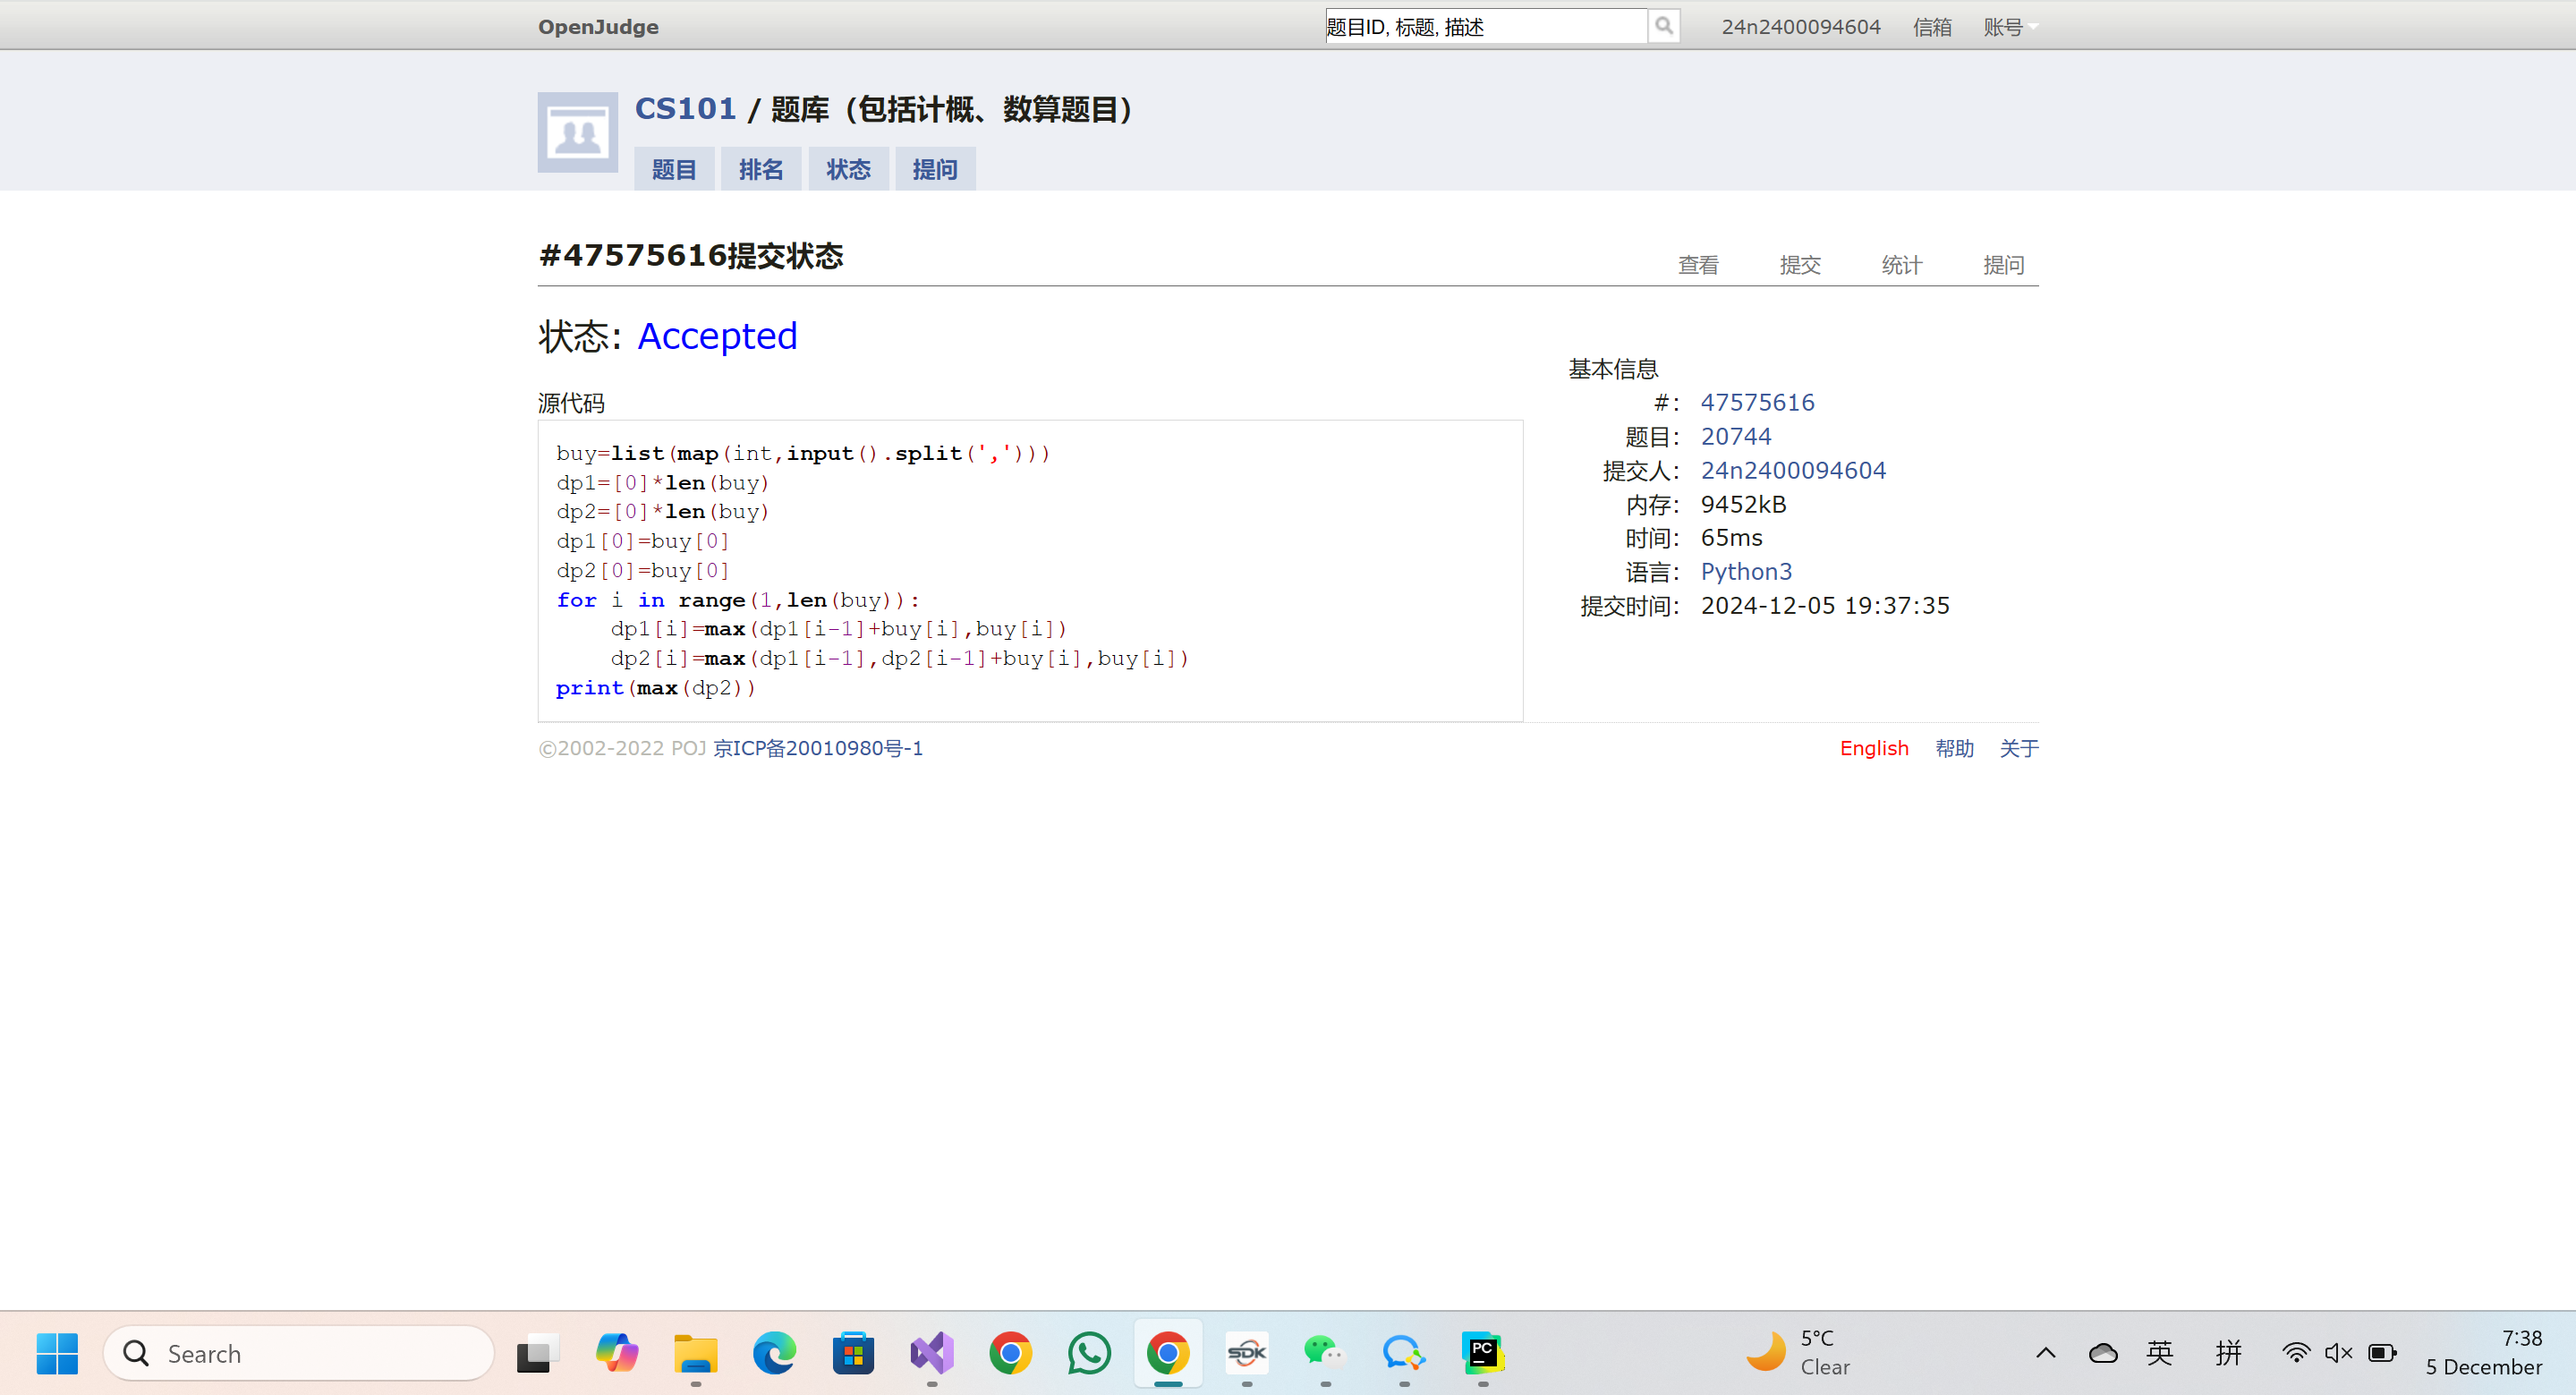 OpenJudge
题目ID, 标题, 描述
24n2400094604 信箱 账号
CS101 / 题库（包括计概、数算题目）
题目 排名 状态 提问
#47575616提交状态
查看 提交 统计 提问
状态: Accepted
源代码
buy=list(map(int,input().split(',')))
dp1=[0]*len(buy)
dp2=[0]*len(buy)
dp1[0]=buy[0]
dp2[0]=buy[0]
for i in range(1,len(buy)):
    dp1[i]=max(dp1[i-1]+buy[i],buy[i])
    dp2[i]=max(dp1[i-1],dp2[i-1]+buy[i],buy[i])
print(max(dp2))
基本信息
#: 47575616
题目: 20744
提交人: 24n2400094604
内存: 9452kB
时间: 65ms
语言: Python3
提交时间: 2024-12-05 19:37:35
©2002-2022 POJ 京ICP备20010980号-1
English 帮助 关于
Search
SDK
PC
5°C
Clear
英 拼
7:38
5 December